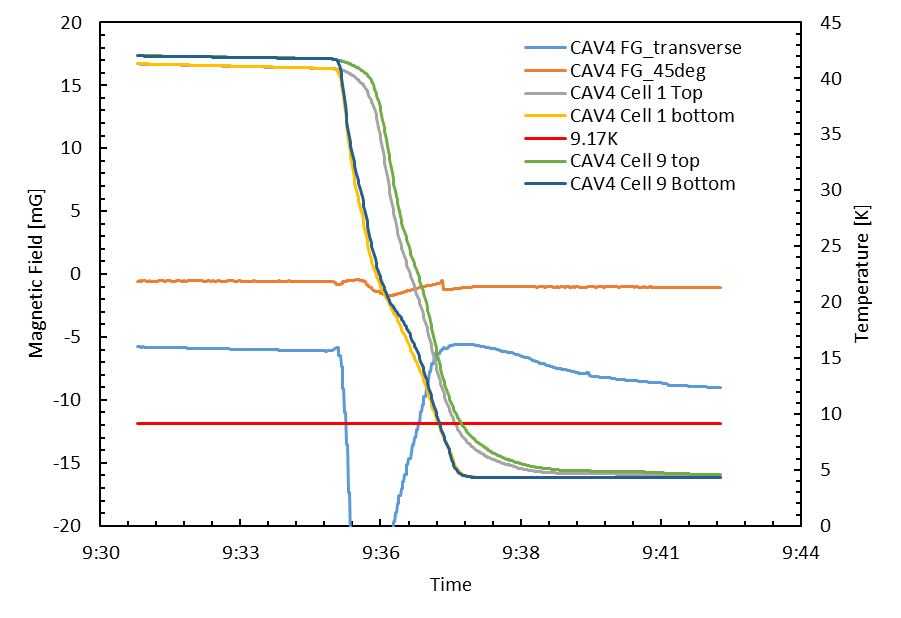 20
15
10
5
0
-5
-10
-15
-20
Magnetic Field [mG]
CAV4 FG_transverse
CAV4 FG_45deg
CAV4 Cell 1 Top
CAV4 Cell 1 bottom
9.17K
CAV4 Cell 9 top
CAV4 Cell 9 Bottom
45
40
35
30
25
20
15
10
5
0
Temperature [K]
9:30 9:33 9:36 9:38 9:41 9:44
Time